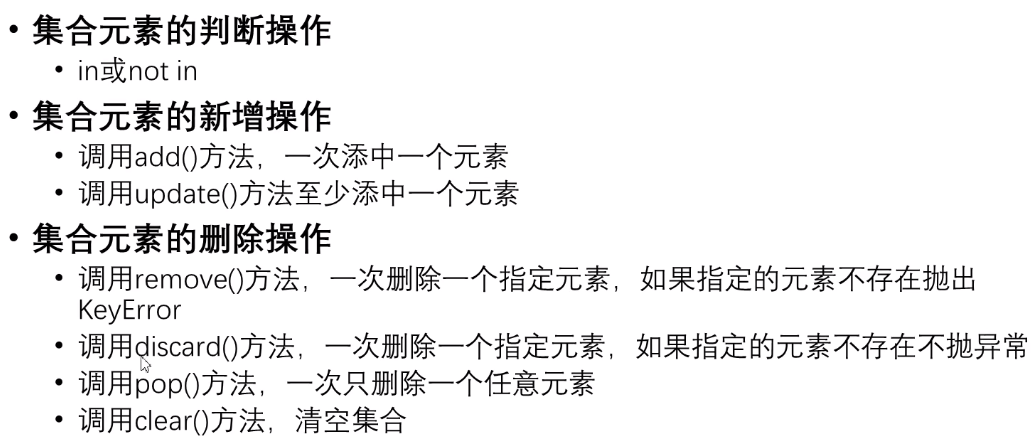 • 集合元素的判断操作
• in或not in
• 集合元素的新增操作
• 调用add()方法，一次添中一个元素
• 调用update()方法至少添中一个元素
• 集合元素的删除操作
• 调用remove()方法，一次删除一个指定元素，如果指定的元素不存在抛出
KeyError
• 调用discard()方法，一次删除一个指定元素，如果指定的元素不存在不抛异常
• 调用pop()方法，一次只删除一个任意元素
• 调用clear()方法，清空集合